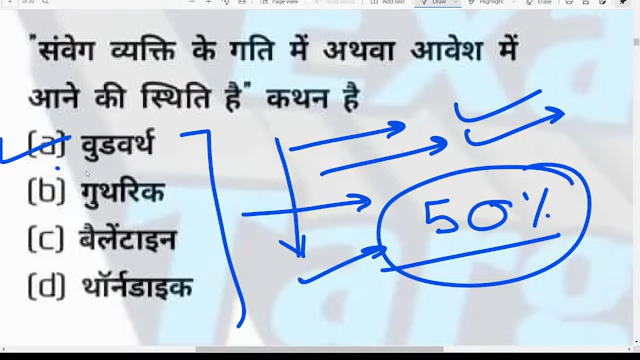 "संवेग व्यक्ति के गति में अथवा आवेश में
आने की स्थिति है" कथन है
(a) वुडवर्थ
(b) गुथरिक
(c) बैलेंटाइन
(d) थॉर्नडाइक
50%